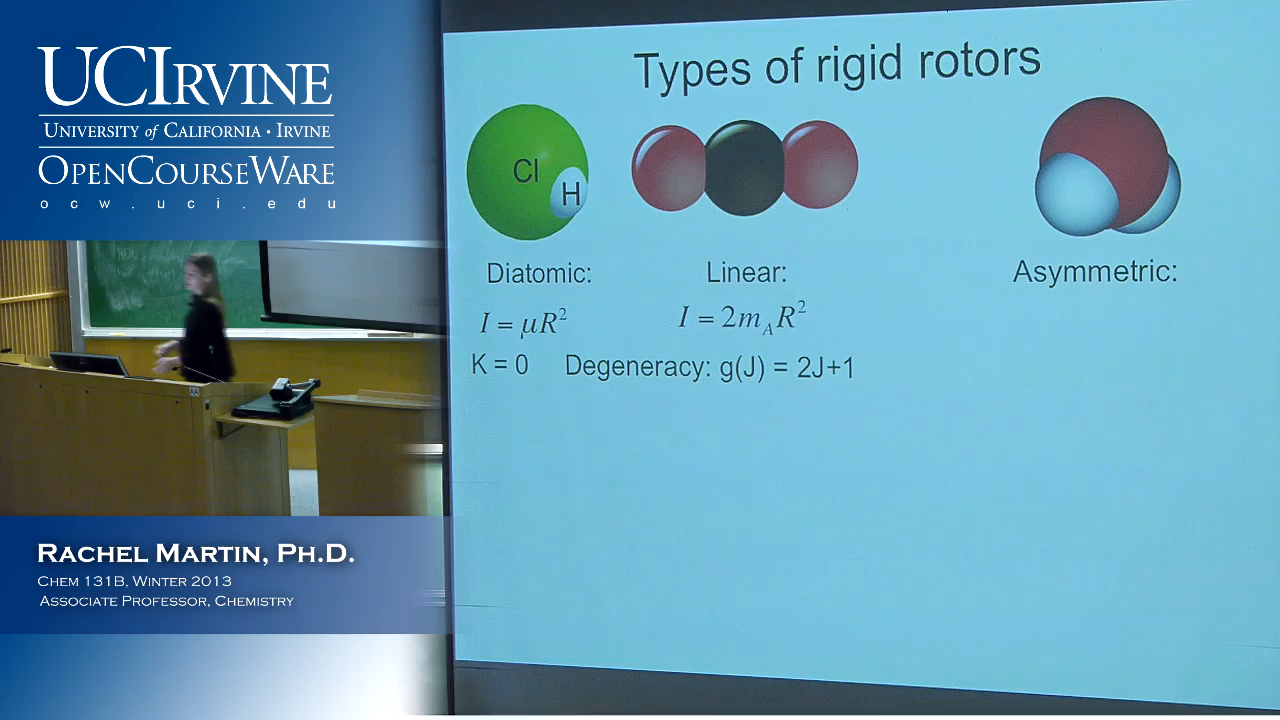 UCIRVINE
UNIVERSITY of CALIFORNIA • IRVINE
OPENCOURSEWARE
ocw.uci.edu
RACHEL MARTIN, PH.D.
CHEM 131B, WINTER 2013
ASSOCIATE PROFESSOR, CHEMISTRY
Types of rigid rotors
Cl
H
Diatomic: Linear: Asymmetric:
I = μR² I = 2m_A R²
K = 0 Degeneracy: g(J) = 2J+1